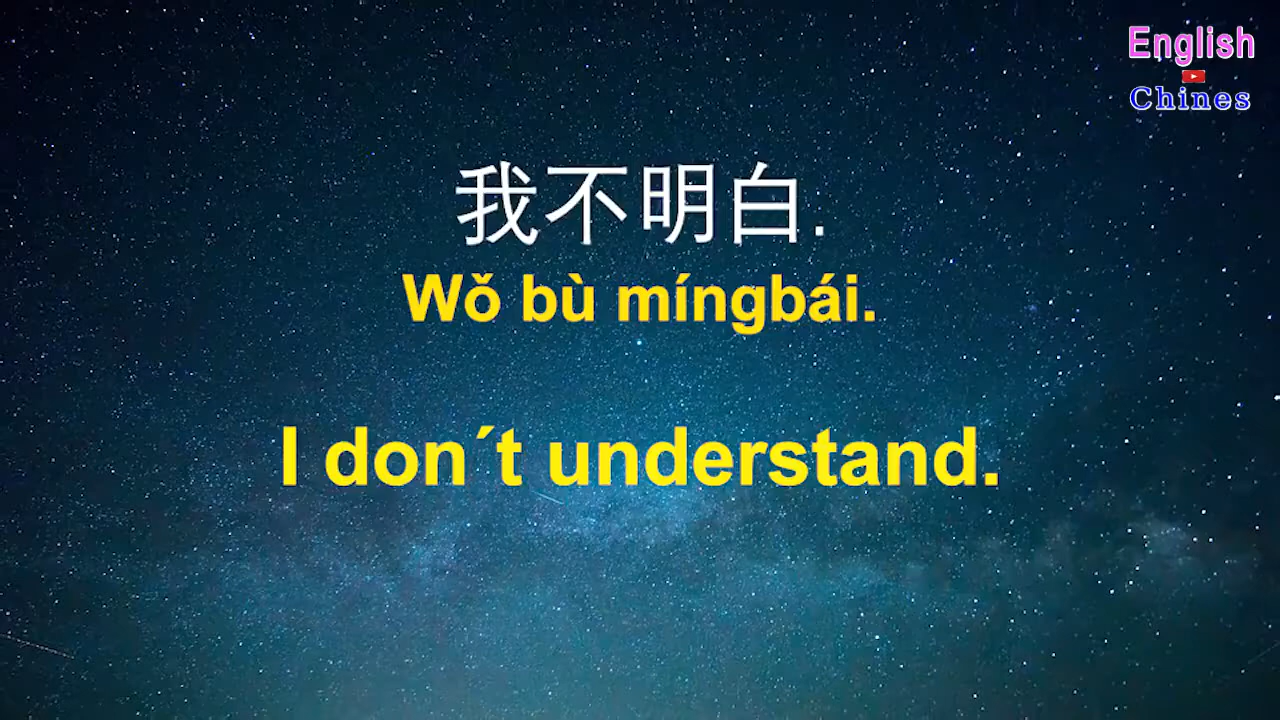 English
Chines
我不明白.
Wǒ bù míngbái.
I don´t understand.